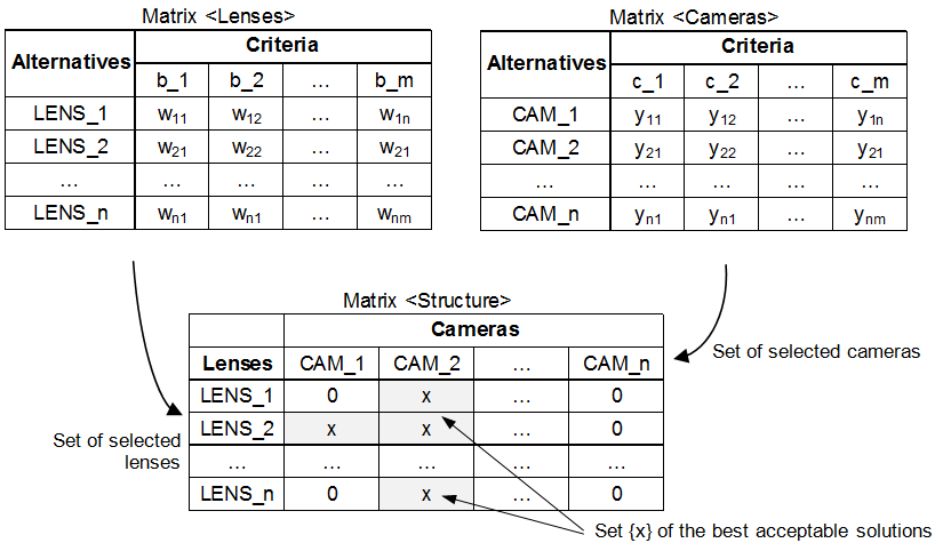 Matrix <Lenses>
Alternatives Criteria
b_1 b_2 ... b_m
LENS_1 w11 w12 ... w1n
LENS_2 w21 w22 ... w21
... ... ... ... ...
LENS_n wn1 wn1 ... wnm
Matrix <Cameras>
Alternatives Criteria
c_1 c_2 ... c_m
CAM_1 y11 y12 ... y1n
CAM_2 y21 y22 ... y21
... ... ... ... ...
CAM_n yn1 yn1 ... ynm
Matrix <Structure>
Cameras
Lenses CAM_1 CAM_2 ... CAM_n
LENS_1 0 x ... 0
LENS_2 x x ... 0
... ... ... ... ...
LENS_n 0 x ... 0
Set of selected cameras
Set of selected
lenses
Set {x} of the best acceptable solutions